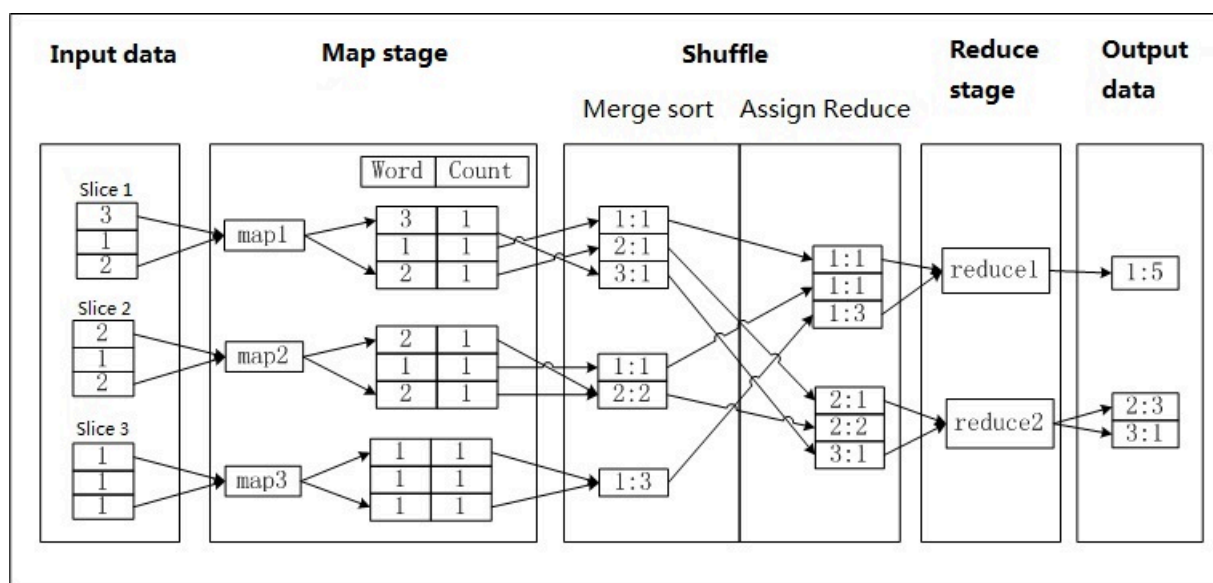 Input data
Map stage
Shuffle
Reduce
stage
Output
data
Merge sort
Assign Reduce
Slice 1
3
1
2
Slice 2
2
1
2
Slice 3
1
1
1
map1
map2
map3
Word Count
3 1
1 1
2 1
2 1
1 1
2 1
1 1
1 1
1 1
1:1
2:1
3:1
1:1
2:2
1:3
1:1
1:1
1:3
2:1
2:2
3:1
reduce1
reduce2
1:5
2:3
3:1